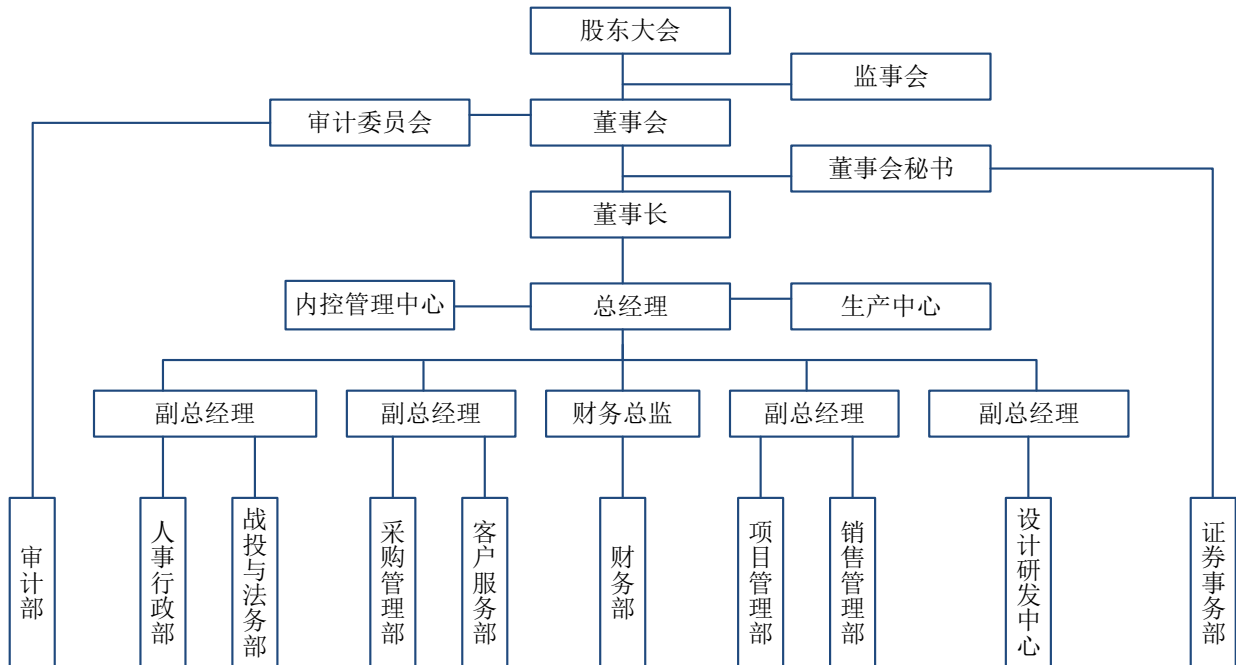 股东大会
监事会
审计委员会
董事会
董事会秘书
董事长
内控管理中心
总经理
生产中心
副总经理
副总经理
财务总监
副总经理
副总经理
审计部
人事行政部
战投与法务部
采购管理部
客户服务部
财务部
项目管理部
销售管理部
设计研发中心
证券事务部